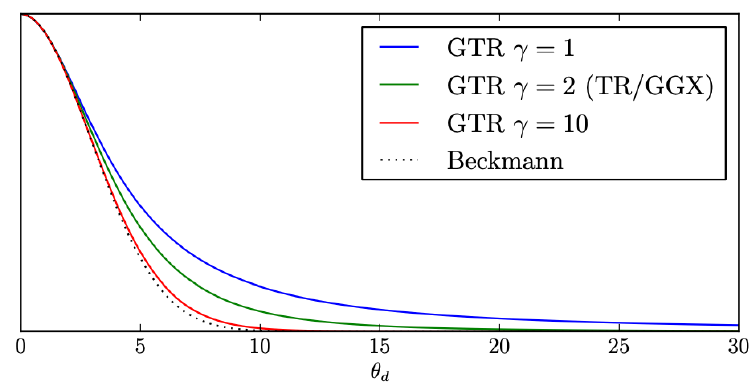 GTR γ = 1
GTR γ = 2 (TR/GGX)
GTR γ = 10
Beckmann
0 5 10 15 20 25 30
θd